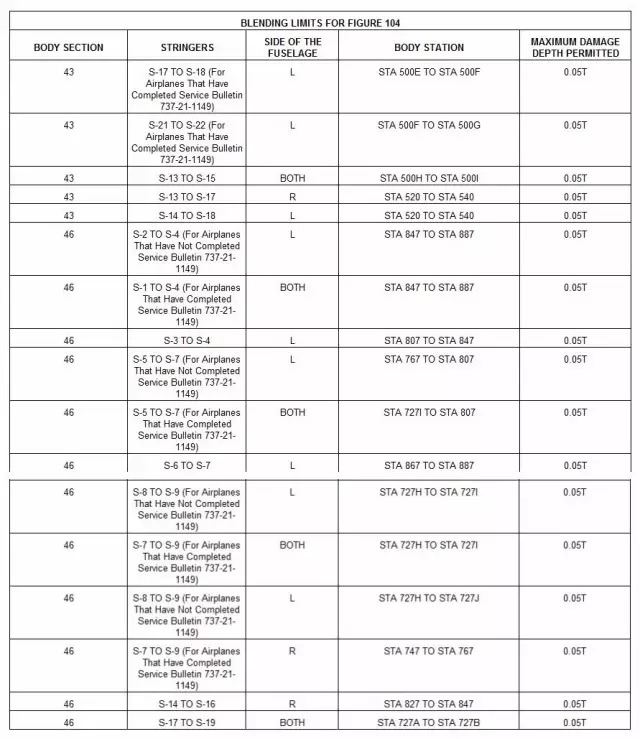 BLENDING LIMITS FOR FIGURE 104
BODY SECTION STRINGERS SIDE OF THE FUSELAGE BODY STATION MAXIMUM DAMAGE DEPTH PERMITTED
43 S-17 TO S-18 (For L STA 500E TO STA 500F 0.05T
Airplanes That Have
Completed Service Bulletin
737-21-1149)
43 S-21 TO S-22 (For L STA 500F TO STA 500G 0.05T
Airplanes That Have
Completed Service Bulletin
737-21-1149)
43 S-13 TO S-15 BOTH STA 500H TO STA 500I 0.05T
43 S-13 TO S-17 R STA 520 TO STA 540 0.05T
43 S-14 TO S-18 L STA 520 TO STA 540 0.05T
46 S-2 TO S-4 (For Airplanes L STA 847 TO STA 887 0.05T
That Have Not Completed
Service Bulletin 737-21-
1149)
46 S-1 TO S-4 (For Airplanes BOTH STA 847 TO STA 887 0.05T
That Have Completed
Service Bulletin 737-21-
1149)
46 S-3 TO S-4 L STA 807 TO STA 847 0.05T
46 S-5 TO S-7 (For Airplanes L STA 767 TO STA 807 0.05T
That Have Not Completed
Service Bulletin 737-21-
1149)
46 S-5 TO S-7 (For Airplanes BOTH STA 727I TO STA 807 0.05T
That Have Completed
Service Bulletin 737-21-
1149)
46 S-6 TO S-7 L STA 867 TO STA 887 0.05T
46 S-8 TO S-9 (For Airplanes L STA 727H TO STA 727I 0.05T
That Have Not Completed
Service Bulletin 737-21-
1149)
46 S-7 TO S-9 (For Airplanes BOTH STA 727H TO STA 727I 0.05T
That Have Completed
Service Bulletin 737-21-
1149)
46 S-8 TO S-9 (For Airplanes L STA 727H TO STA 727J 0.05T
That Have Not Completed
Service Bulletin 737-21-
1149)
46 S-7 TO S-9 (For Airplanes R STA 747 TO STA 767 0.05T
That Have Completed
Service Bulletin 737-21-
1149)
46 S-14 TO S-16 R STA 827 TO STA 847 0.05T
46 S-17 TO S-19 BOTH STA 727A TO STA 727B 0.05T